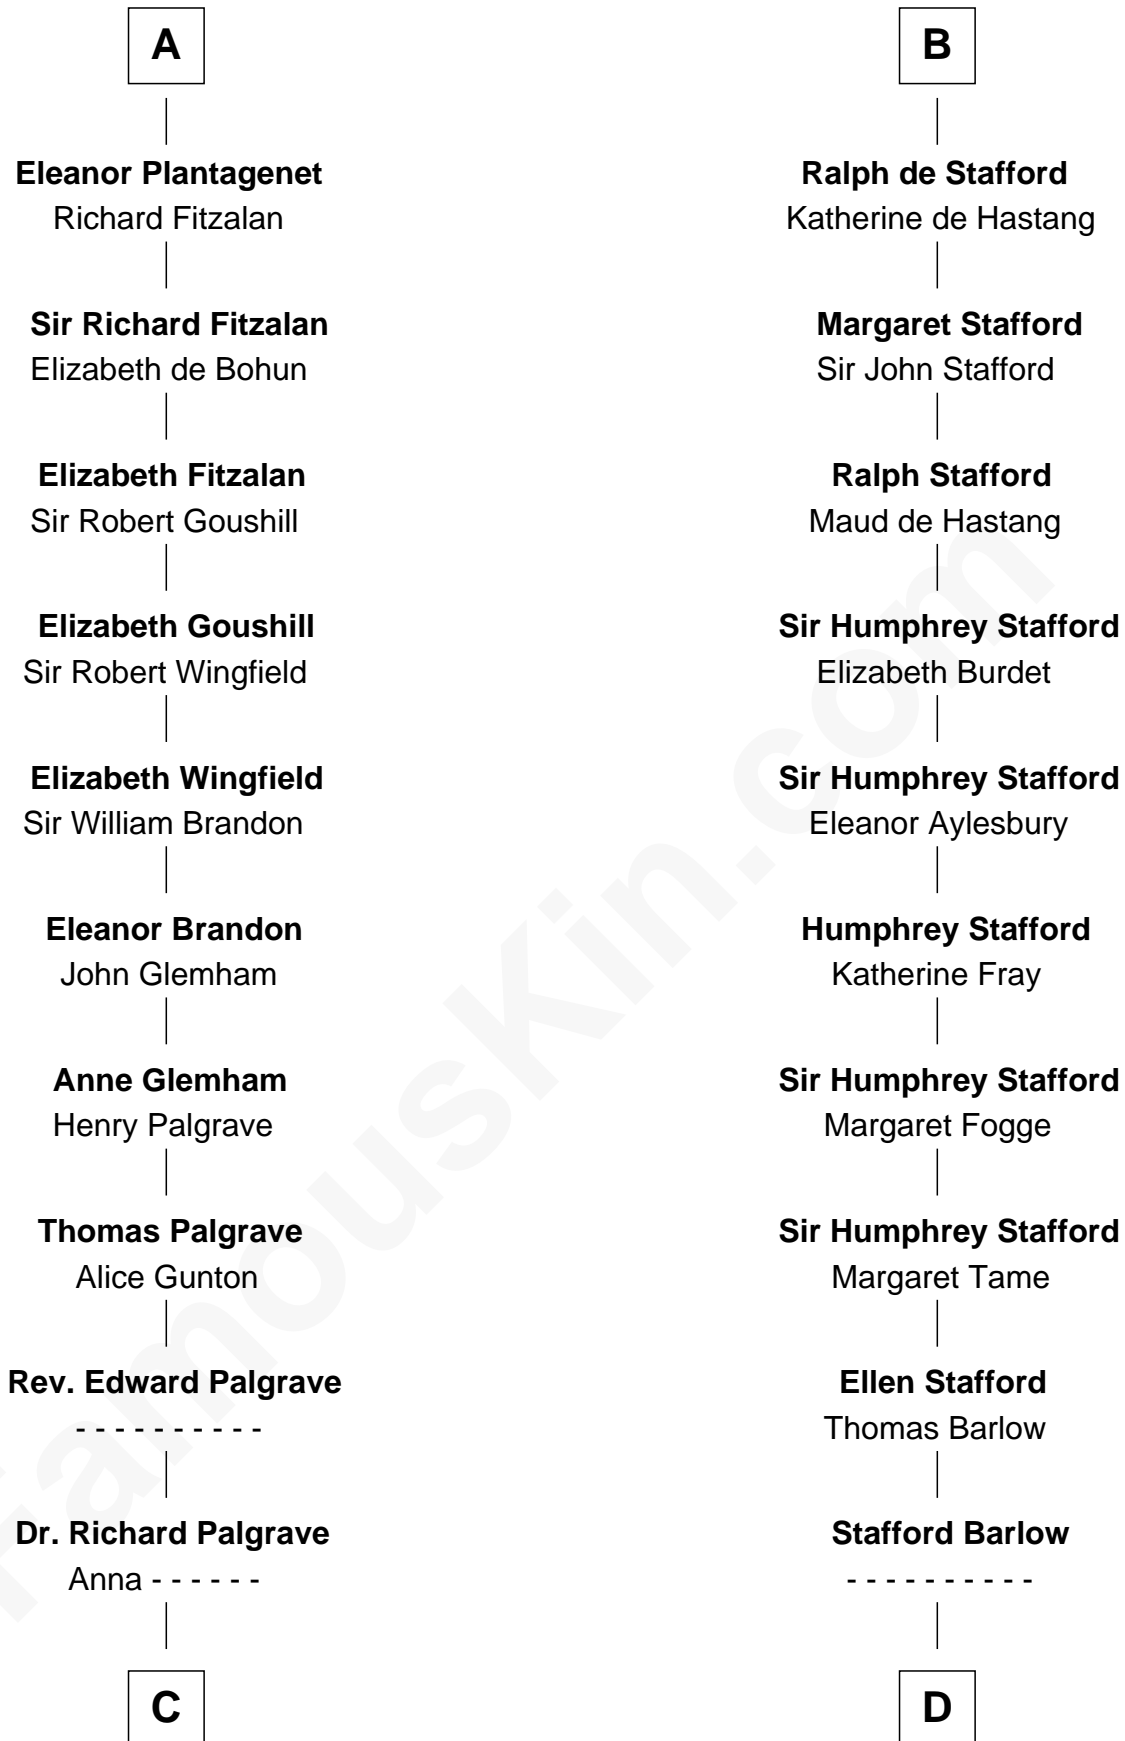 A
Eleanor Plantagenet
Richard Fitzalan
Sir Richard Fitzalan
Elizabeth de Bohun
Elizabeth Fitzalan
Sir Robert Goushill
Elizabeth Goushill
Sir Robert Wingfield
Elizabeth Wingfield
Sir William Brandon
Eleanor Brandon
John Glemham
Anne Glemham
Henry Palgrave
Thomas Palgrave
Alice Gunton
Rev. Edward Palgrave
- - - - - - - - - -
Dr. Richard Palgrave
Anna - - - - - -
C
B
Ralph de Stafford
Katherine de Hastang
Margaret Stafford
Sir John Stafford
Ralph Stafford
Maud de Hastang
Sir Humphrey Stafford
Elizabeth Burdet
Sir Humphrey Stafford
Eleanor Aylesbury
Humphrey Stafford
Katherine Fray
Sir Humphrey Stafford
Margaret Fogge
Sir Humphrey Stafford
Margaret Tame
Ellen Stafford
Thomas Barlow
Stafford Barlow
- - - - - - - - - -
D
FamousKin.com